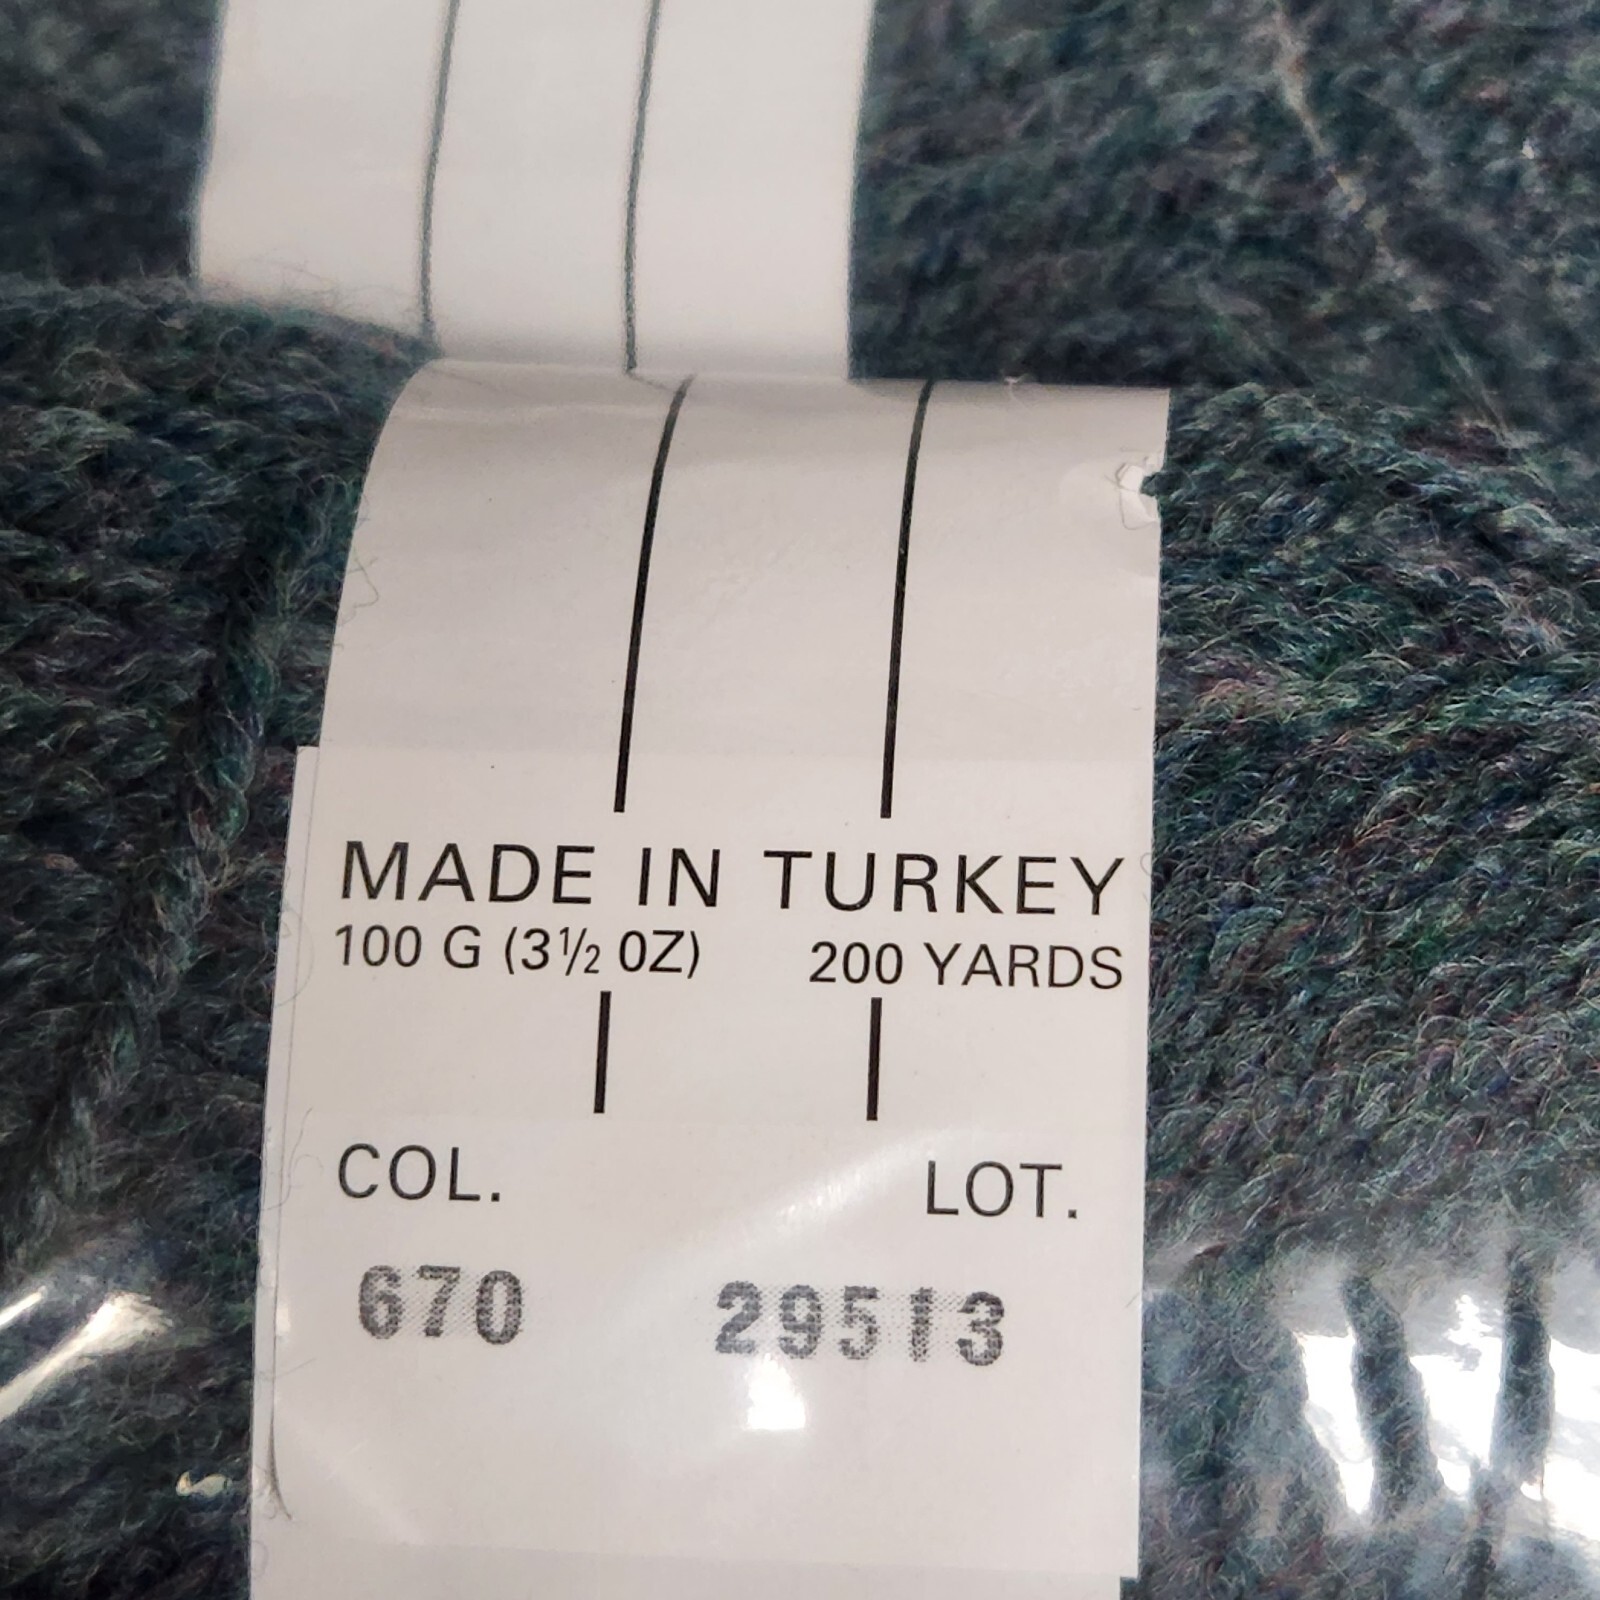 MADE IN TURKEY
100 G (3½ OZ) 200 YARDS
COL. LOT.
670 29513